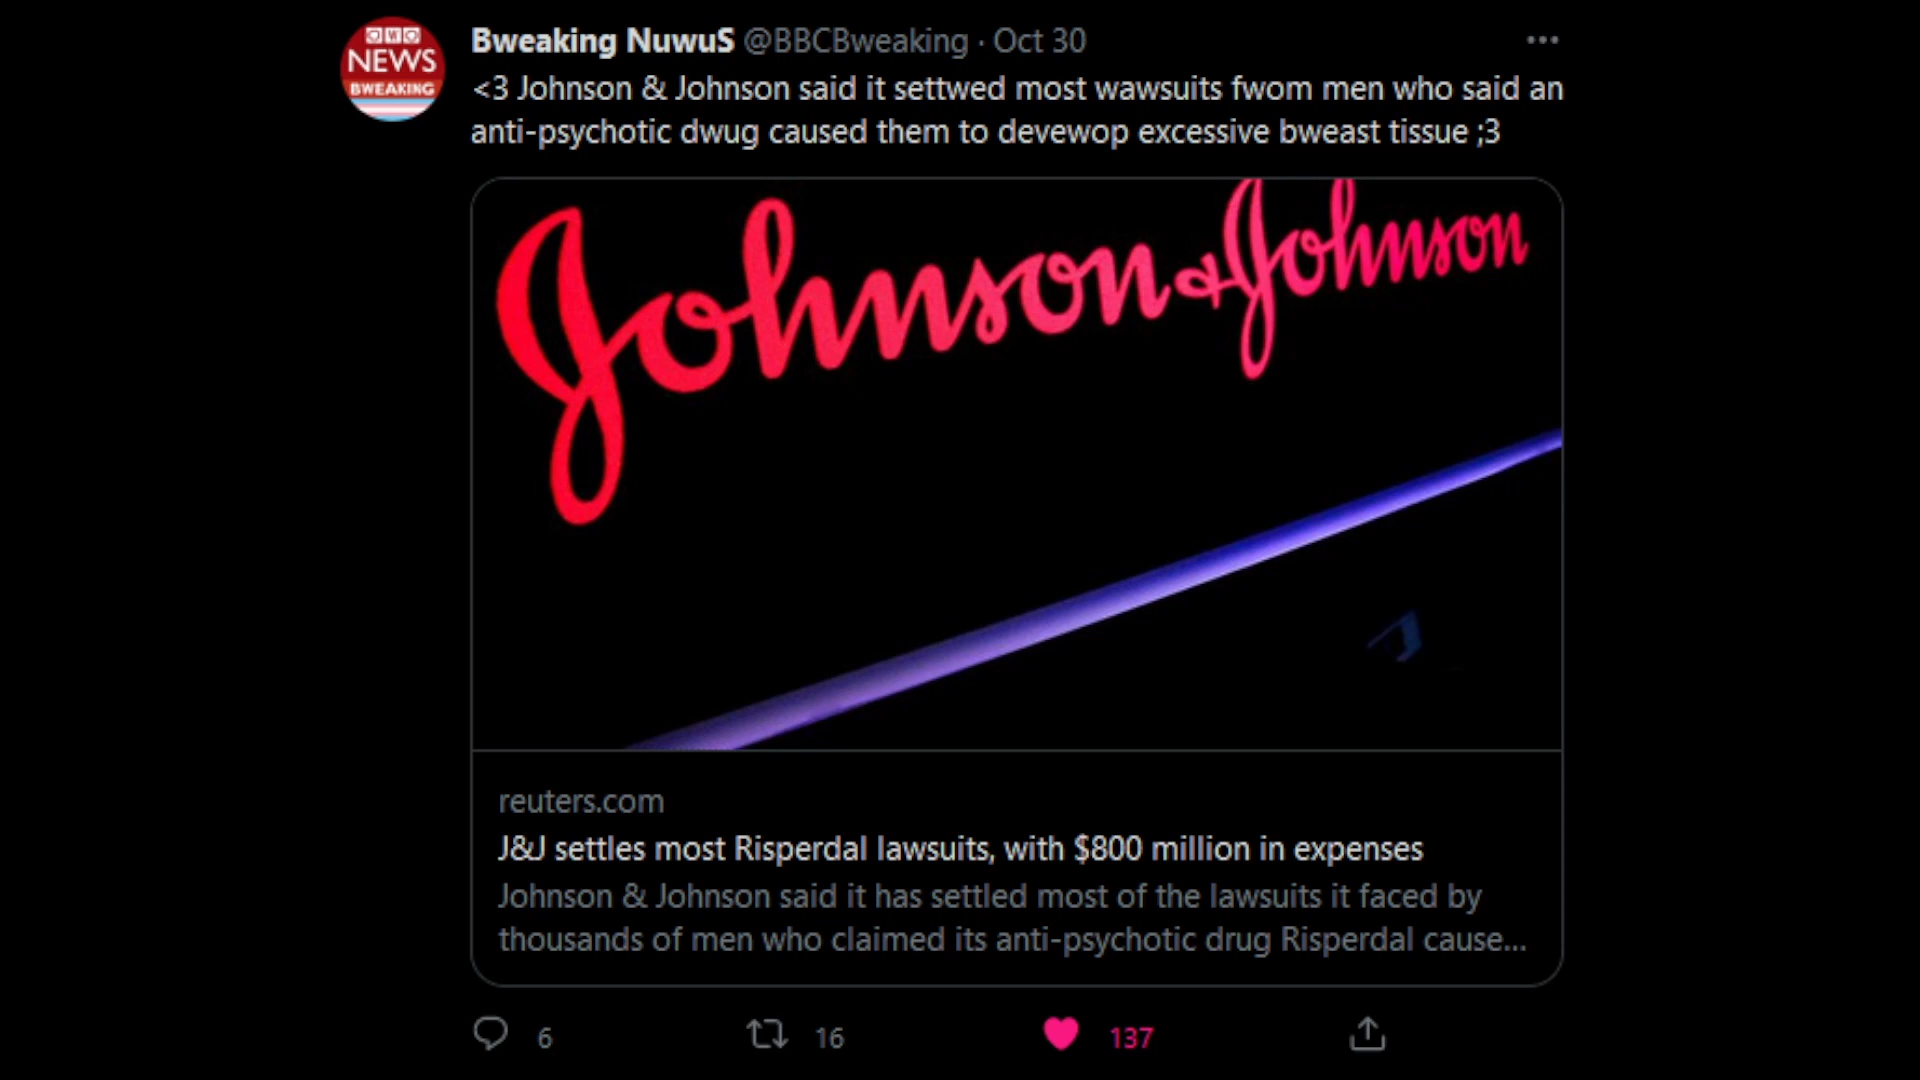 OWO
NEWS
BWEAKING
Bweaking NuwuS @BBCBweaking · Oct 30
<3 Johnson & Johnson said it settwed most wawsuits fwom men who said an
anti-psychotic dwug caused them to devewop excessive bweast tissue ;3
Johnson & Johnson
reuters.com
J&J settles most Risperdal lawsuits, with $800 million in expenses
Johnson & Johnson said it has settled most of the lawsuits it faced by
thousands of men who claimed its anti-psychotic drug Risperdal cause...
6 16 137